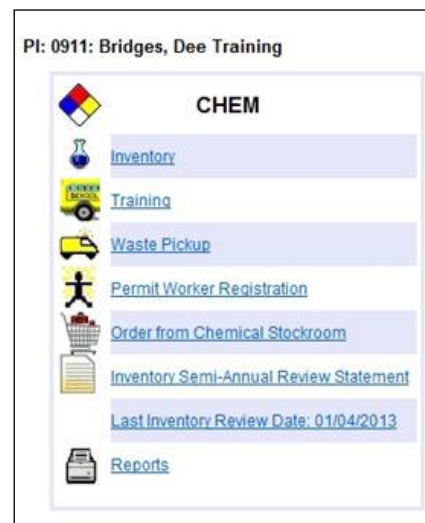 PI: 0911: Bridges, Dee Training
CHEM
Inventory
SCHOOL
Training
Waste Pickup
Permit Worker Registration
Order from Chemical Stockroom
Inventory Semi-Annual Review Statement
Last Inventory Review Date: 01/04/2013
Reports